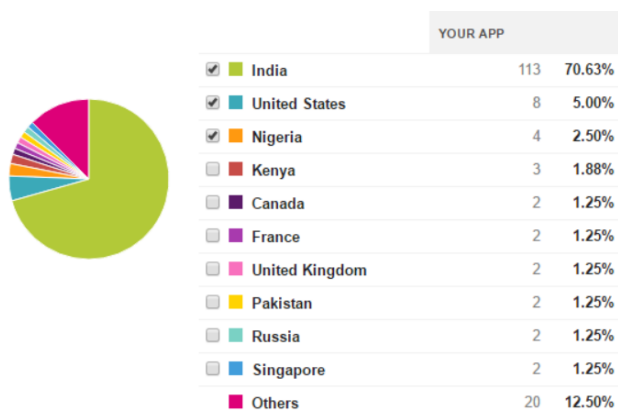 YOUR APP
India 113 70.63%
United States 8 5.00%
Nigeria 4 2.50%
Kenya 3 1.88%
Canada 2 1.25%
France 2 1.25%
United Kingdom 2 1.25%
Pakistan 2 1.25%
Russia 2 1.25%
Singapore 2 1.25%
Others 20 12.50%